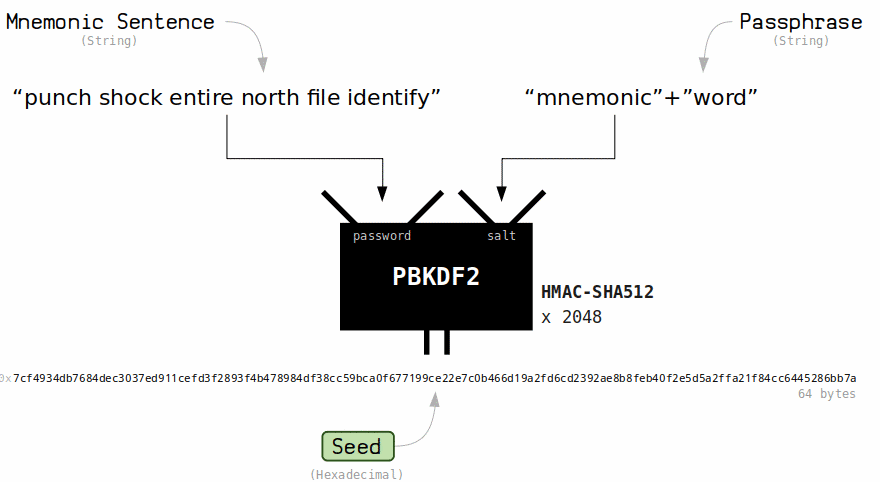 Mnemonic Sentence
(String)
Passphrase
(String)
“punch shock entire north file identify”
“mnemonic”+”word”
password
salt
PBKDF2
HMAC-SHA512
x 2048
0x7cf4934db7684dec3037ed911cefd3f2893f4b478984df38cc59bca0f677199ce22e7c0b466d19a2fd6cd2392ae8b8feb40f2e5d5a2ffa21f84cc6445286bb7a
64 bytes
Seed
(Hexadecimal)